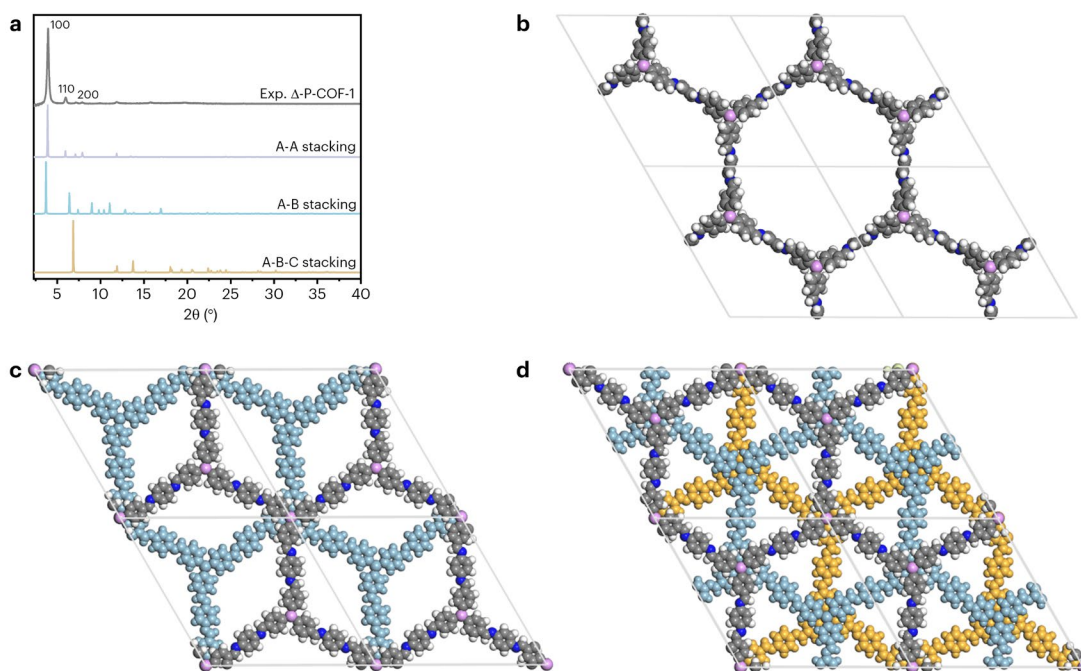 a
100
110
200
Exp. Δ-P-COF-1
A-A stacking
A-B stacking
A-B-C stacking
5 10 15 20 25 30 35 40
2θ (°)
b
c
d